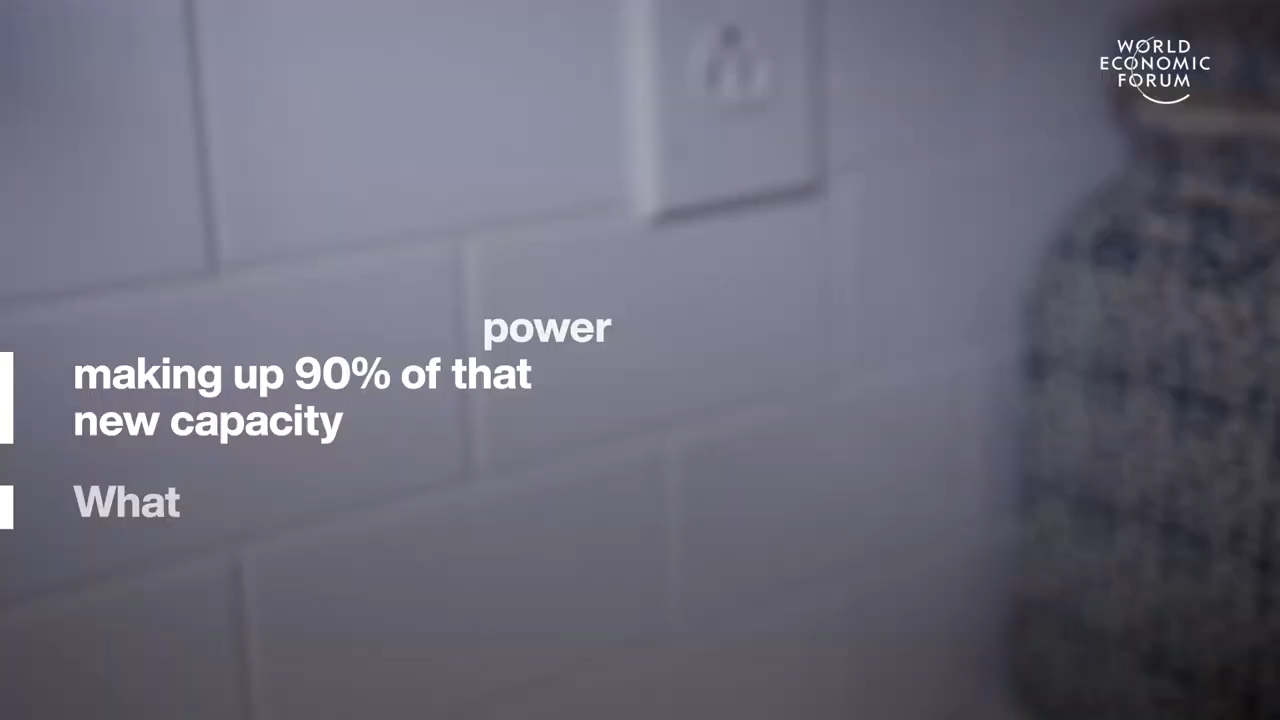 WORLD
ECONOMIC
FORUM
power
making up 90% of that
new capacity
What